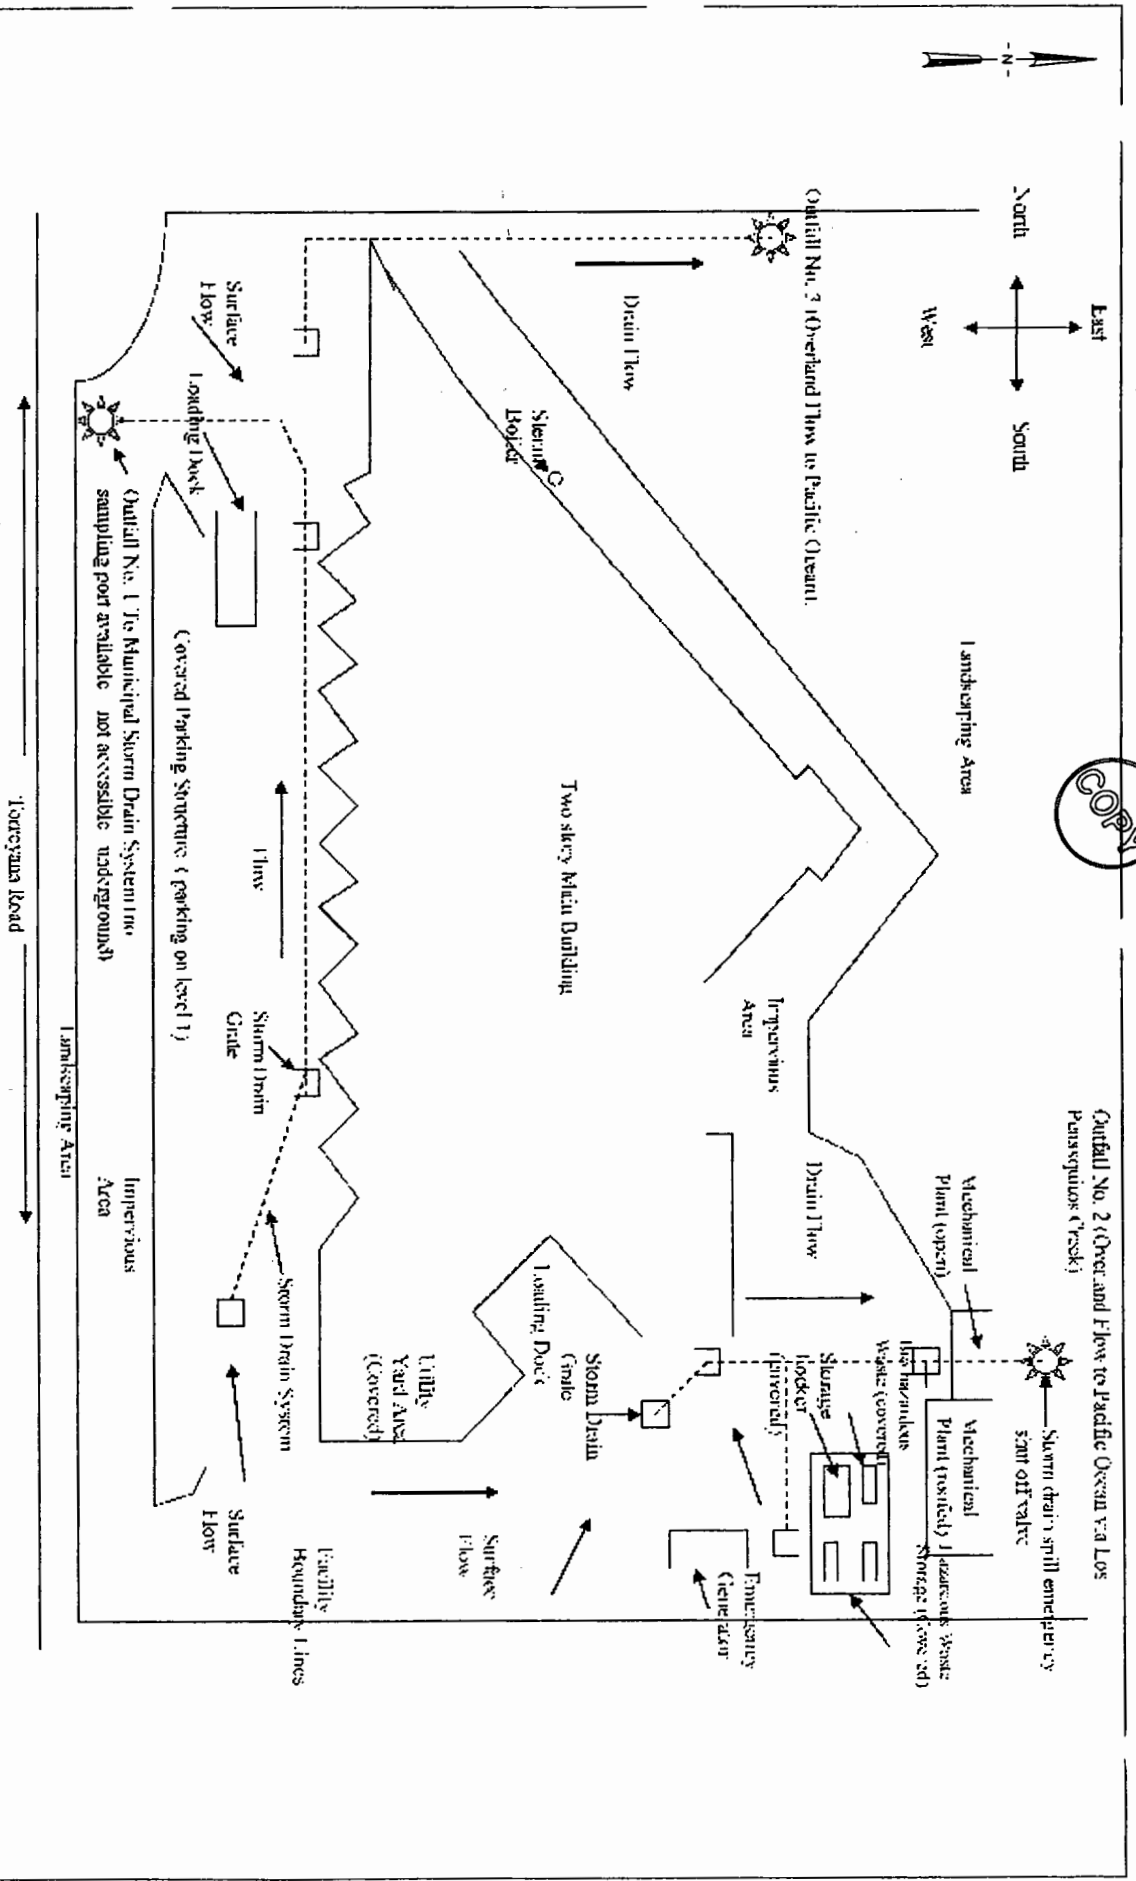 N
North
East
South
West
COPY
Outfall No. 2 (Overland Flow to Pacific Ocean via Los
Penasquitos Creek)
Storm drain spill emergency
shut off valve
Mechanical
Plant (open)
Mechanical
Plant (roofed)
Hazardous Waste
Storage (Covered)
Landscaping Area
Biohazardous
Waste (covered)
Storage
Locker
(covered)
Outfall No. 3 (Overland Flow to Pacific Ocean).
Drain Flow
Impervious
Area
Emergency
Generator
Drain Flow
Storm Drain
Grate
Two story Main Building
Steam
Boiler
Loading Dock
Surface
Flow
Utility
Yard Area
(Covered)
Facility
Boundary Lines
Storm Drain System
Storm Drain
Grate
Flow
Surface
Flow
Surface
Flow
Loading Dock
Covered Parking Structure ( parking on level 1)
Outfall No. 1 To Municipal Storm Drain System (no
sampling port available not accessible underground)
Impervious
Area
Landscaping Area
Torreyana Road